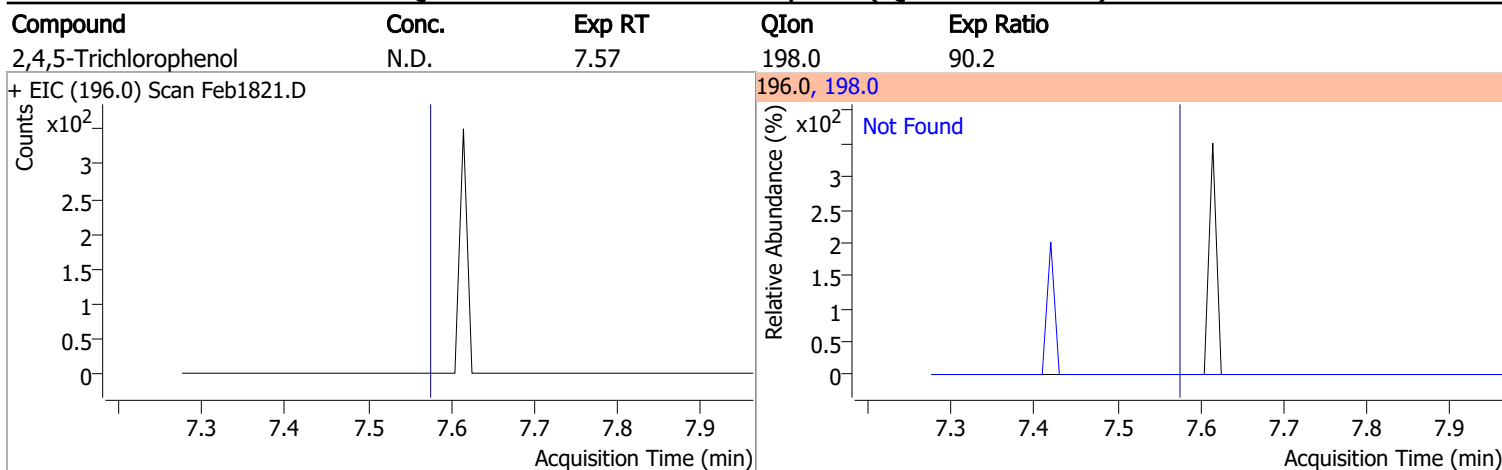 Compound Conc. Exp RT QIon Exp Ratio
2,4,5-Trichlorophenol N.D. 7.57 198.0 90.2
+ EIC (196.0) Scan Feb1821.D
Counts
x10²
3
2.5
2
1.5
1
0.5
0
7.3 7.4 7.5 7.6 7.7 7.8 7.9
Acquisition Time (min)
196.0, 198.0
Relative Abundance (%)
x10²
Not Found
3
2.5
2
1.5
1
0.5
0
7.3 7.4 7.5 7.6 7.7 7.8 7.9
Acquisition Time (min)